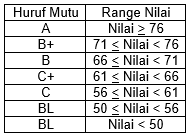 Huruf Mutu Range Nilai
A Nilai ≥ 76
B+ 71 ≤ Nilai < 76
B 66 ≤ Nilai < 71
C+ 61 ≤ Nilai < 66
C 56 ≤ Nilai < 61
BL 50 ≤ Nilai < 56
BL Nilai < 50